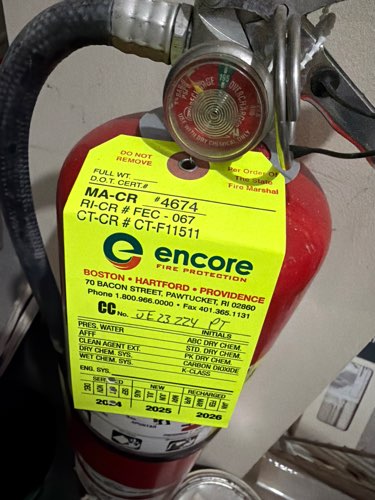 DO NOT
REMOVE
Per Order Of
The State
Fire Marshal
FULL WT.
D.O.T. CERT.#
MA-CR #4674
RI-CR # FEC - 067
CT-CR # CT-F11511
encore
FIRE PROTECTION
BOSTON • HARTFORD • PROVIDENCE
70 BACON STREET, PAWTUCKET, RI 02860
Phone 1.800.966.0000 • Fax 401.365.1131
CC No.
PRES. WATER
INITIALS
AFFF
ABC DRY CHEM.
CLEAN AGENT EXT.
STD. DRY CHEM.
DRY CHEM. SYS.
PK DRY CHEM.
WET CHEM. SYS.
CARBON DIOXIDE
K-CLASS
ENG. SYS.
NEW
RECHARGED
2024 2025 2026